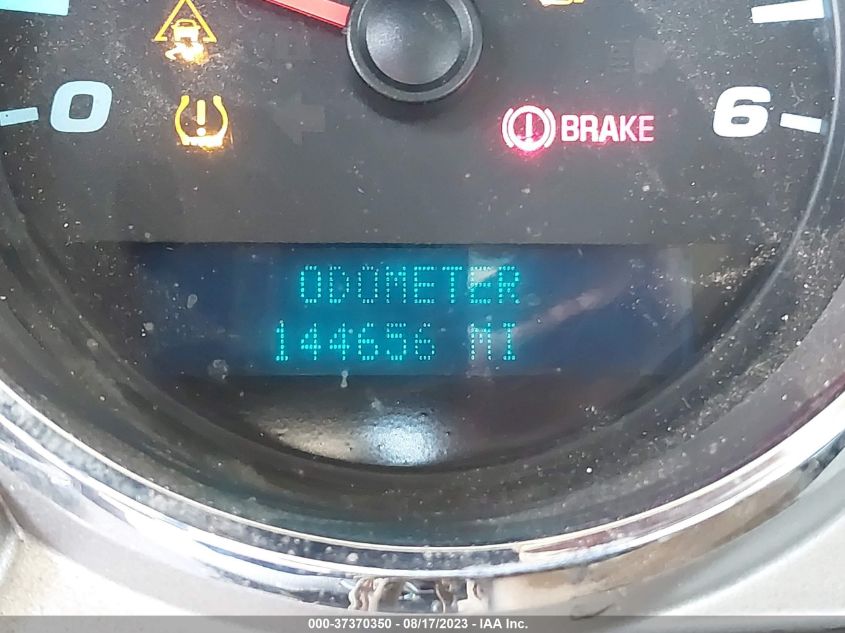 0
6
BRAKE
ODOMETER
144656 MI
000-37370350 - 08/17/2023 - IAA Inc.